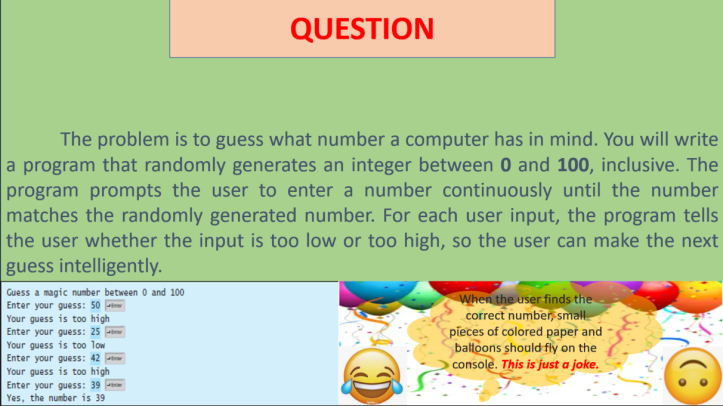 QUESTION
The problem is to guess what number a computer has in mind. You will write
a program that randomly generates an integer between 0 and 100, inclusive. The
program prompts the user to enter a number continuously until the number
matches the randomly generated number. For each user input, the program tells
the user whether the input is too low or too high, so the user can make the next
guess intelligently.
Guess a magic number between 0 and 100
Enter your guess: 50 ↵Enter
Your guess is too high
Enter your guess: 25 ↵Enter
Your guess is too low
Enter your guess: 42 ↵Enter
Your guess is too high
Enter your guess: 39 ↵Enter
Yes, the number is 39
When the user finds the
correct number, small
pieces of colored paper and
balloons should fly on the
console. This is just a joke.